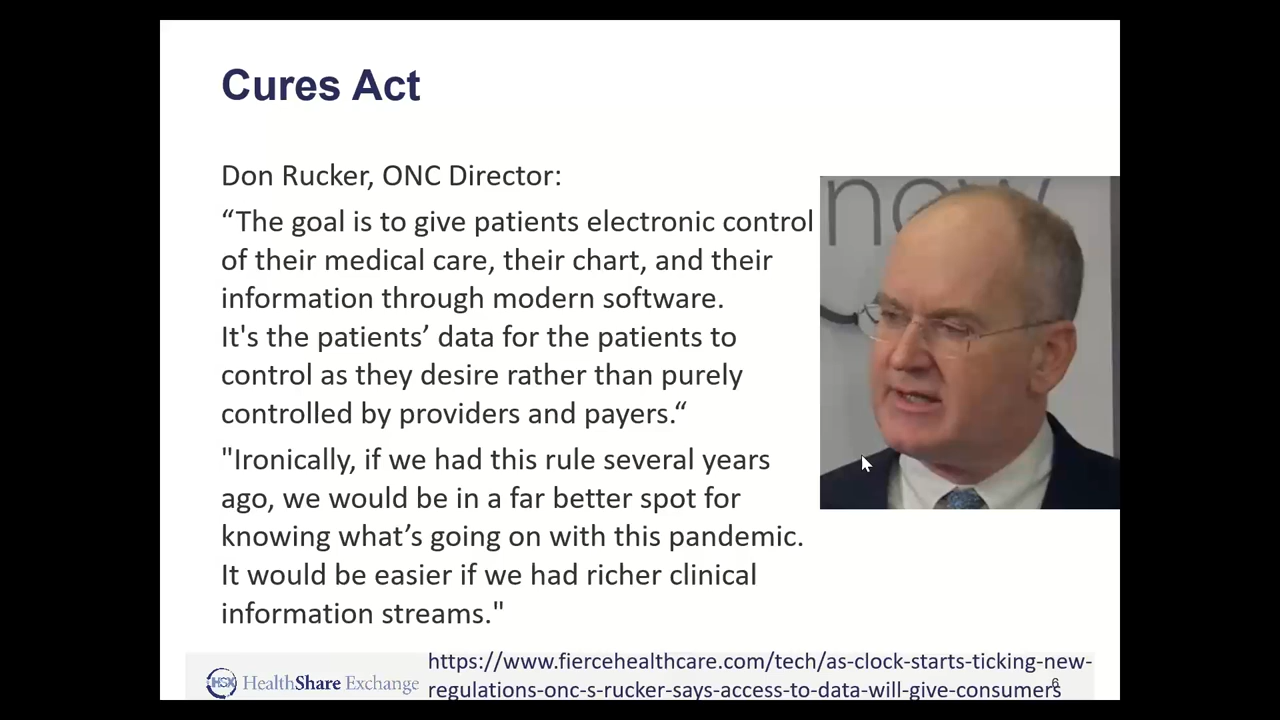 Cures Act
Don Rucker, ONC Director:
“The goal is to give patients electronic control
of their medical care, their chart, and their
information through modern software.
It's the patients’ data for the patients to
control as they desire rather than purely
controlled by providers and payers.“
"Ironically, if we had this rule several years
ago, we would be in a far better spot for
knowing what’s going on with this pandemic.
It would be easier if we had richer clinical
information streams."
new
HSX HealthShare Exchange
https://www.fiercehealthcare.com/tech/as-clock-starts-ticking-new-
regulations-onc-s-rucker-says-access-to-data-will-give-consumers
6